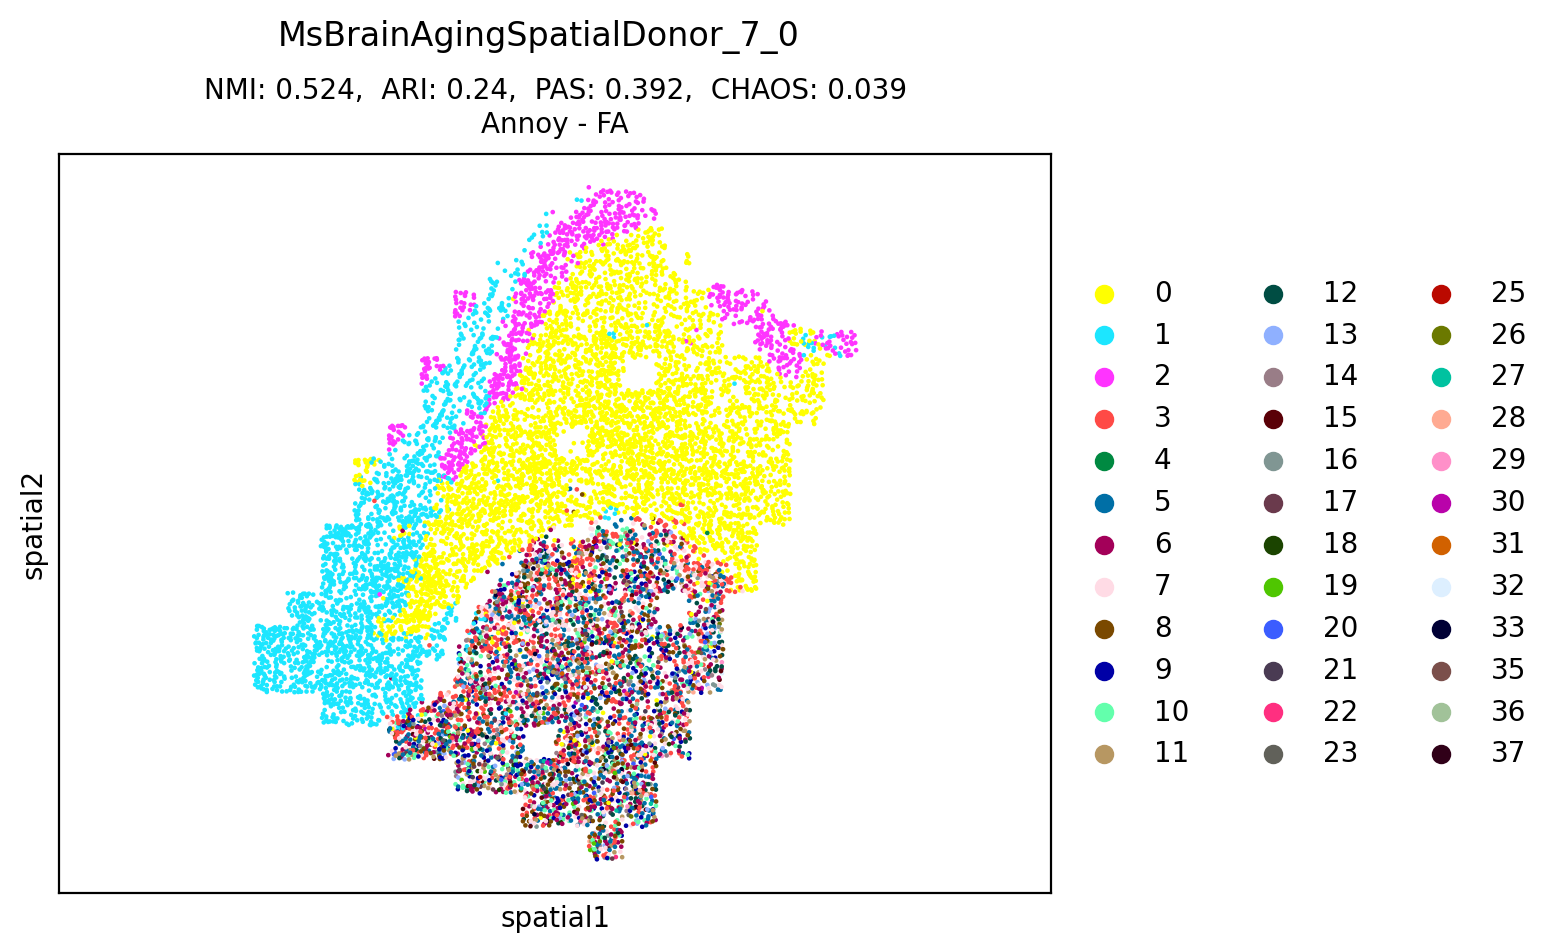 MsBrainAgingSpatialDonor_7_0
NMI: 0.524,  ARI: 0.24,  PAS: 0.392,  CHAOS: 0.039
Annoy - FA
spatial2
spatial1
0 12 25
1 13 26
2 14 27
3 15 28
4 16 29
5 17 30
6 18 31
7 19 32
8 20 33
9 21 35
10 22 36
11 23 37